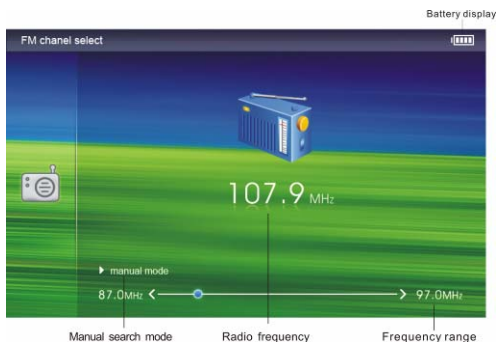 Battery display
FM chanel select
107.9 MHz
manual mode
87.0MHz
97.0MHz
Manual search mode
Radio frequency
Frequency range